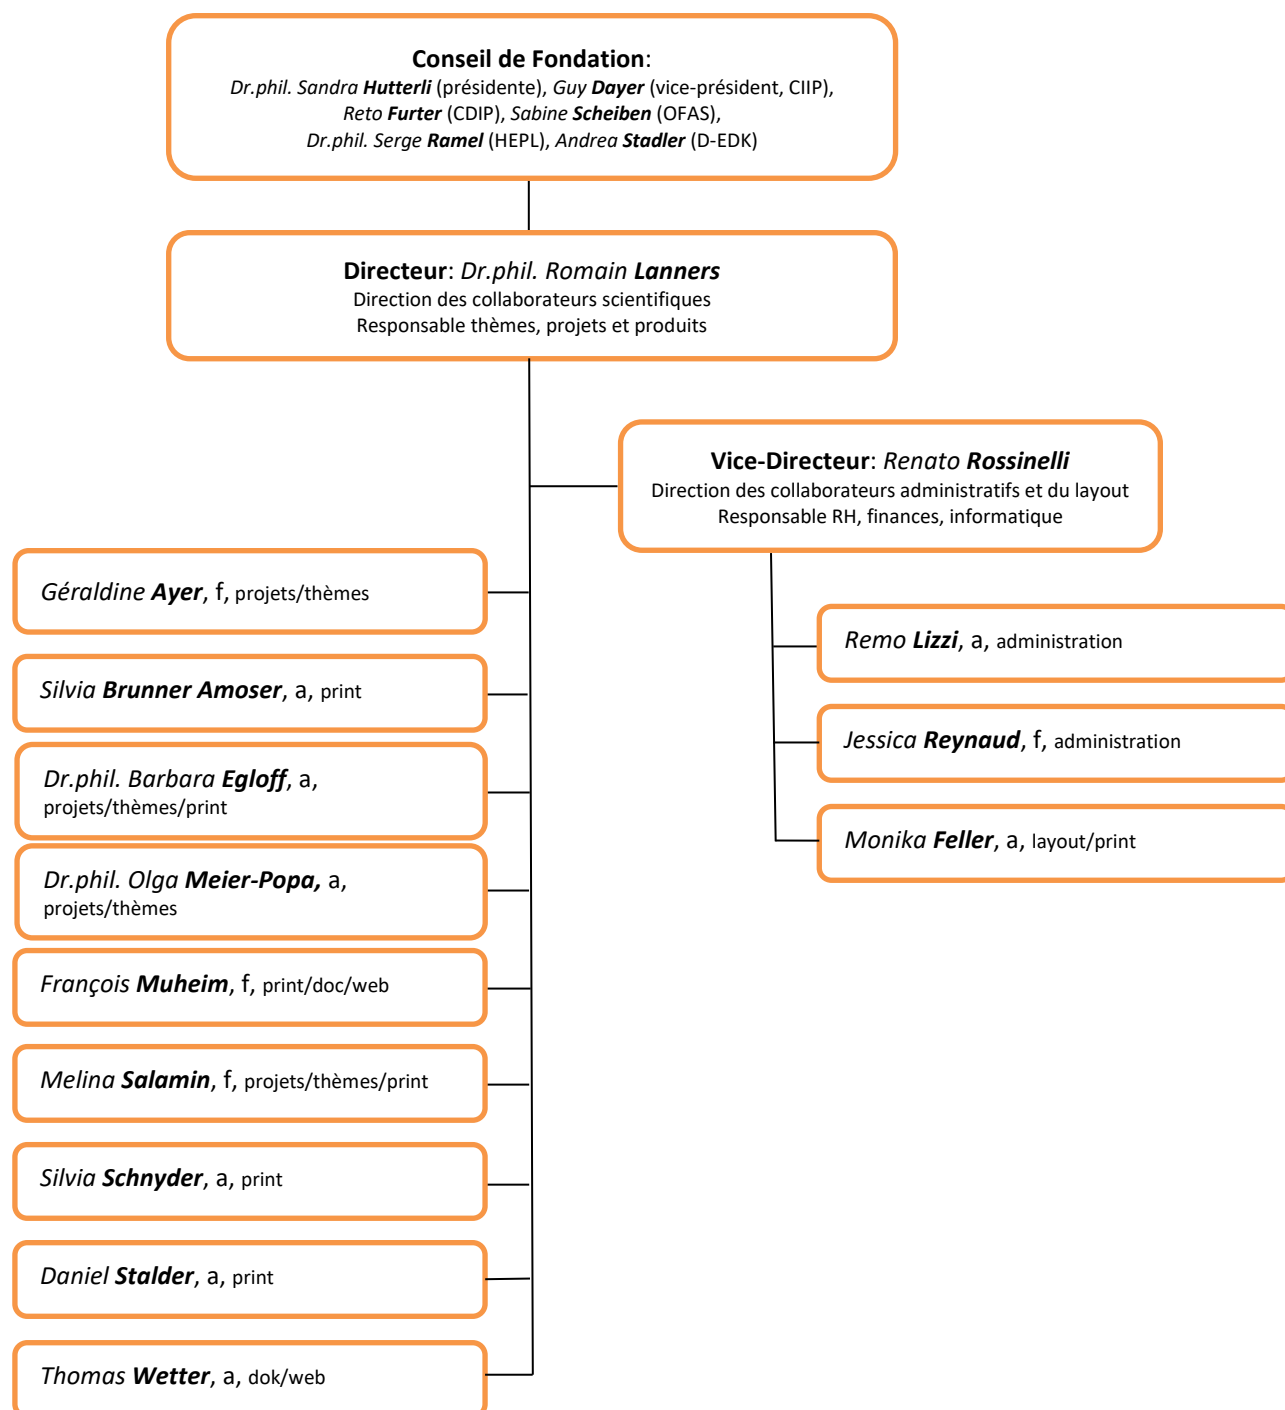 Conseil de Fondation:
Dr.phil. Sandra Hutterli (présidente), Guy Dayer (vice-président, CIIP),
Reto Furter (CDIP), Sabine Scheiben (OFAS),
Dr.phil. Serge Ramel (HEPL), Andrea Stadler (D-EDK)
Directeur: Dr.phil. Romain Lanners
Direction des collaborateurs scientifiques
Responsable thèmes, projets et produits
Vice-Directeur: Renato Rossinelli
Direction des collaborateurs administratifs et du layout
Responsable RH, finances, informatique
Géraldine Ayer, f, projets/thèmes
Silvia Brunner Amoser, a, print
Dr.phil. Barbara Egloff, a,
projets/thèmes/print
Dr.phil. Olga Meier-Popa, a,
projets/thèmes
François Muheim, f, print/doc/web
Melina Salamin, f, projets/thèmes/print
Silvia Schnyder, a, print
Daniel Stalder, a, print
Thomas Wetter, a, dok/web
Remo Lizzi, a, administration
Jessica Reynaud, f, administration
Monika Feller, a, layout/print